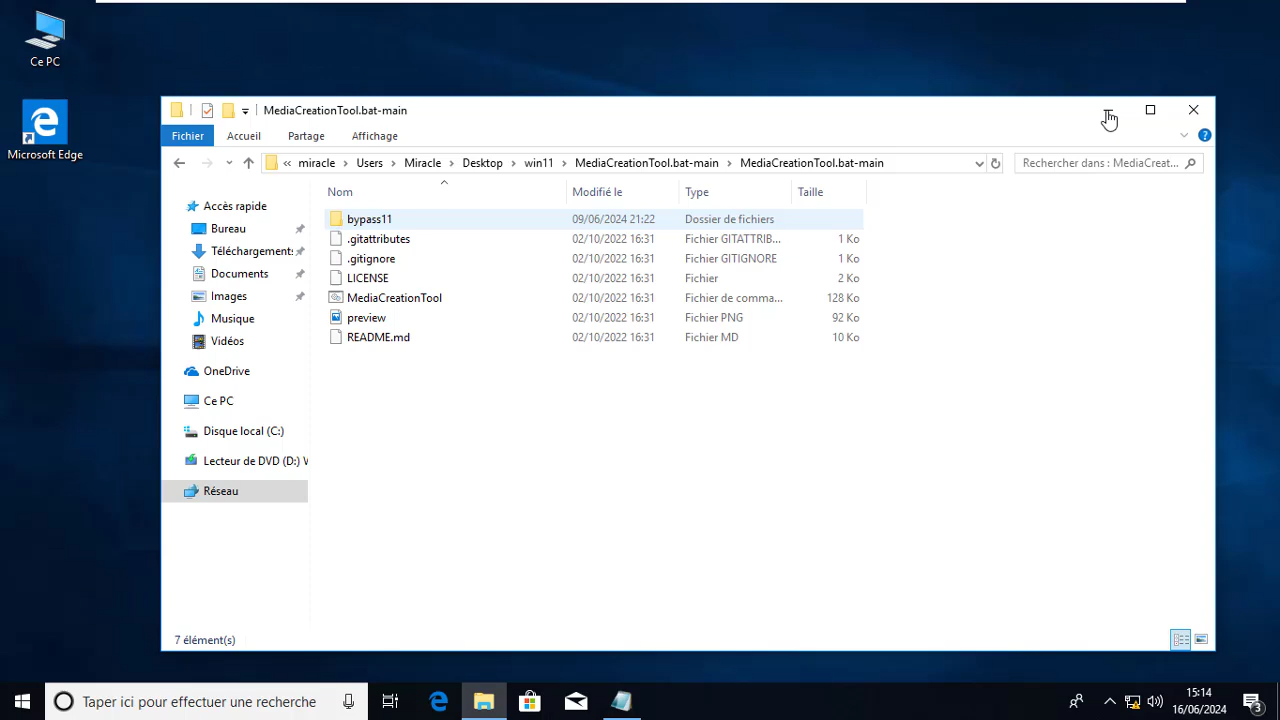 Ce PC
Microsoft Edge
MediaCreationTool.bat-main
Fichier Accueil Partage Affichage
« miracle > Users > Miracle > Desktop > win11 > MediaCreationTool.bat-main > MediaCreationTool.bat-main
Rechercher dans : MediaCreat...
Nom Modifié le Type Taille
Accès rapide
Bureau
Téléchargements
Documents
Images
Musique
Vidéos
OneDrive
Ce PC
Disque local (C:)
Lecteur de DVD (D:) V
Réseau
bypass11 09/06/2024 21:22 Dossier de fichiers
.gitattributes 02/10/2022 16:31 Fichier GITATTRIB... 1 Ko
.gitignore 02/10/2022 16:31 Fichier GITIGNORE 1 Ko
LICENSE 02/10/2022 16:31 Fichier 2 Ko
MediaCreationTool 02/10/2022 16:31 Fichier de comma... 128 Ko
preview 02/10/2022 16:31 Fichier PNG 92 Ko
README.md 02/10/2022 16:31 Fichier MD 10 Ko
7 élément(s)
Taper ici pour effectuer une recherche
15:14
16/06/2024
3